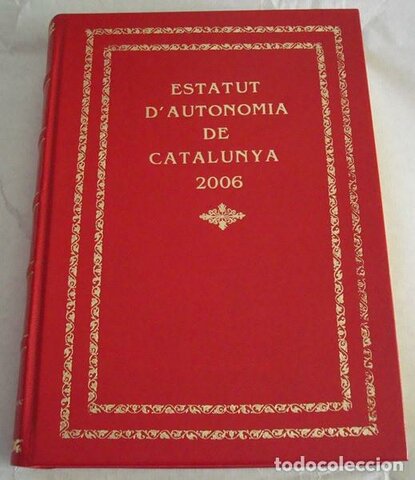 ESTATUT
D'AUTONOMIA
DE
CATALUNYA
2006
todocoleccion